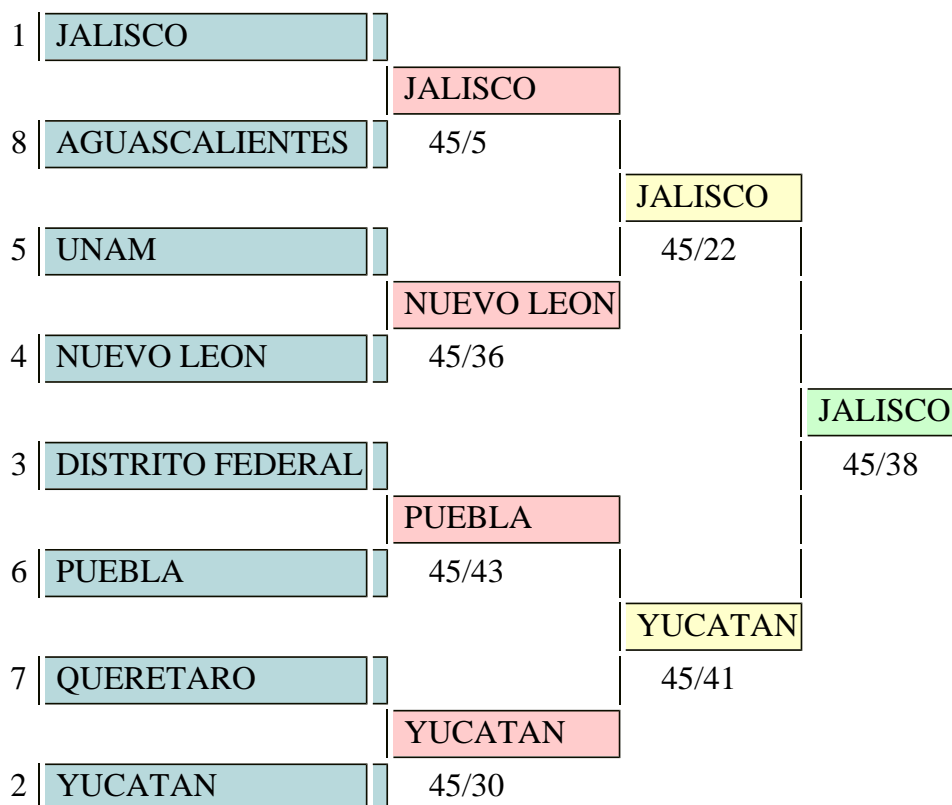 1 JALISCO
JALISCO
8 AGUASCALIENTES 45/5
JALISCO
5 UNAM 45/22
NUEVO LEON
4 NUEVO LEON 45/36
JALISCO
3 DISTRITO FEDERAL 45/38
PUEBLA
6 PUEBLA 45/43
YUCATAN
7 QUERETARO 45/41
YUCATAN
2 YUCATAN 45/30